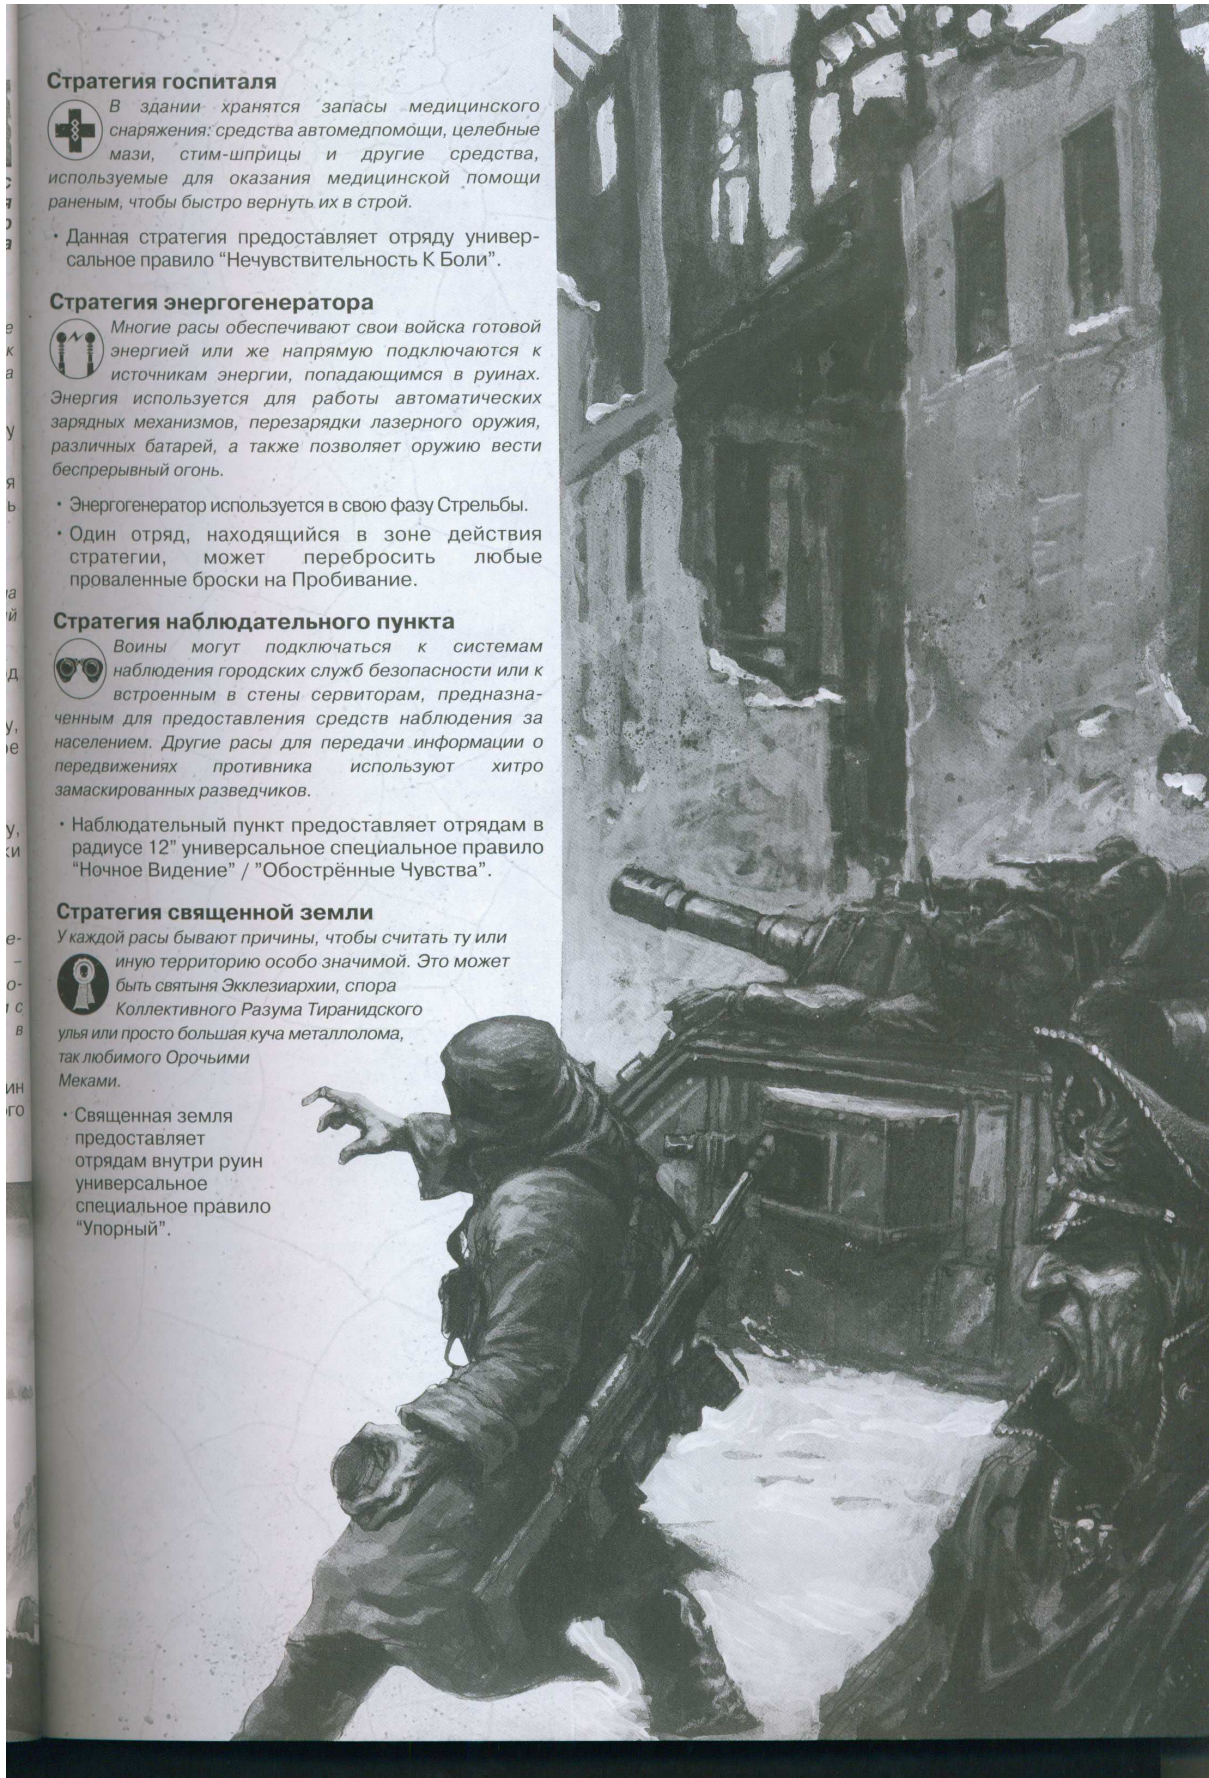 Стратегия госпиталя
В здании хранятся запасы медицинского
снаряжения: средства автомедпомощи, целебные
мази, стим-шприцы и другие средства,
используемые для оказания медицинской помощи
раненым, чтобы быстро вернуть их в строй.
· Данная стратегия предоставляет отряду универ-
сальное правило “Нечувствительность К Боли”.
Стратегия энергогенератора
Многие расы обеспечивают свои войска готовой
энергией или же напрямую подключаются к
источникам энергии, попадающимся в руинах.
Энергия используется для работы автоматических
зарядных механизмов, перезарядки лазерного оружия,
различных батарей, а также позволяет оружию вести
беспрерывный огонь.
· Энергогенератор используется в свою фазу Стрельбы.
· Один отряд, находящийся в зоне действия
стратегии, может перебросить любые
проваленные броски на Пробивание.
Стратегия наблюдательного пункта
Воины могут подключаться к системам
наблюдения городских служб безопасности или к
встроенным в стены сервиторам, предназна-
ченным для предоставления средств наблюдения за
населением. Другие расы для передачи информации о
передвижениях противника используют хитро
замаскированных разведчиков.
· Наблюдательный пункт предоставляет отрядам в
радиусе 12” универсальное специальное правило
“Ночное Видение” / ”Обострённые Чувства”.
Стратегия священной земли
У каждой расы бывают причины, чтобы считать ту или
иную территорию особо значимой. Это может
быть святыня Экклезиархии, спора
Коллективного Разума Тиранидского
улья или просто большая куча металлолома,
так любимого Орочьими
Меками.
· Священная земля
предоставляет
отрядам внутри руин
универсальное
специальное правило
“Упорный”.